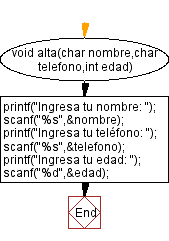 void alta(char nombre,char
telefono,int edad)
printf("Ingresa tu nombre: ");
scanf("%s",&nombre);
printf("Ingresa tu teléfono: ");
scanf("%s",&telefono);
printf("Ingresa tu edad: ");
scanf("%d",&edad);
End